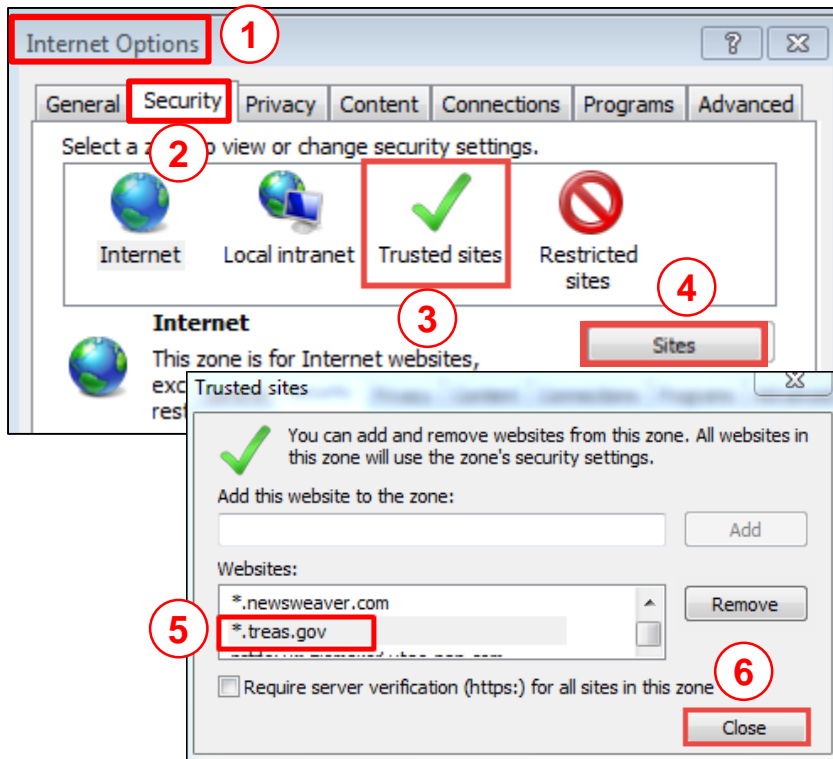 Internet Options
1
General Security Privacy Content Connections Programs Advanced
Select a to view or change security settings.
2
Internet
Local intranet
Trusted sites
Restricted
sites
3
4
Internet
Sites
This zone is for Internet websites,
Trusted sites
You can add and remove websites from this zone. All websites in
this zone will use the zone's security settings.
Add this website to the zone:
Add
Websites:
*.newsweaver.com
Remove
5
*.treas.gov
Require server verification (https:) for all sites in this zone
6
Close